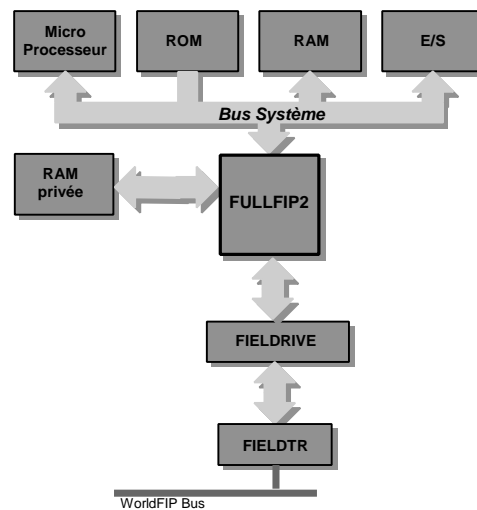 Micro
Processeur
ROM
RAM
E/S
Bus Système
RAM
privée
FULLFIP2
FIELDRIVE
FIELDTR
WorldFIP Bus